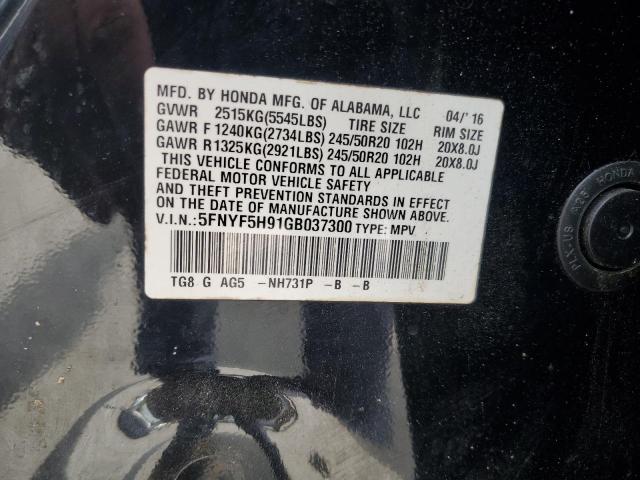 MFD. BY HONDA MFG. OF ALABAMA, LLC 04/'16
GVWR 2515KG(5545LBS) TIRE SIZE RIM SIZE
GAWR F 1240KG(2734LBS) 245/50R20 102H 20X8.0J
GAWR R 1325KG(2921LBS) 245/50R20 102H 20X8.0J
THIS VEHICLE CONFORMS TO ALL APPLICABLE
FEDERAL MOTOR VEHICLE SAFETY
AND THEFT PREVENTION STANDARDS IN EFFECT
ON THE DATE OF MANUFACTURE SHOWN ABOVE.
V.I.N.:5FNYF5H91GB037300 TYPE: MPV
TG8 G AG5 -NH731P -B -B
HONDA